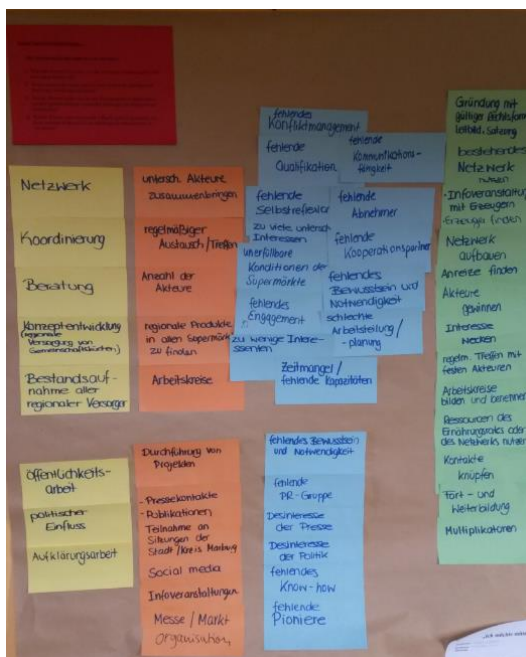 Netzwerk
Koordinierung
Beratung
Konzeptentwicklung
(regionale
Versorgung von
Gemeinschaftsküchen)
Bestandsauf-
nahme aller
regionaler Versorger
Öffentlichkeits-
arbeit
politischer
Einfluss
Aufklärungsarbeit
untersch. Akteure
zusammenbringen
regelmäßiger
Austausch/Treffen
Anzahl der
Akteure
regionale Produkte
in allen Supermärk
zu finden
Arbeitskreise
Durchführung von
Projekten
- Pressekontakte
- Publikationen
Teilnahme an
Sitzungen der
Stadt/Kreis Marburg
Social media
Infoveranstaltungen
Messe / Markt
organisation
fehlendes
Konfliktmanagement
fehlende
Qualifikation
fehlende
Kommunikations-
fähigkeit
fehlende
Selbstreflexion
fehlende
Abnehmer
zu viele untersch.
Interessen
unerfüllbare
Konditionen der
Supermärkte
fehlende
Kooperationspartner
fehlendes
Engagement
fehlendes
Bewusstsein und
Notwendigkeit
zu wenige Intere-
ssenten
schlechte
Arbeitsteilung /
-planung
Zeitmangel /
fehlende Kapazitäten
fehlendes Bewusstsein
und Notwendigkeit
fehlende
PR-Gruppe
Desinteresse
der Presse
Desinteresse
der Politik
fehlendes
Know-how
fehlende
Pioniere
Gründung mit
gültiger Rechtsform
Leitbild, Satzung
bestehendes
Netzwerk
nutzen
- Infoveranstaltung
mit Erzeugern
Erzeuger finden
Netzwerk
aufbauen
Anreize finden
Akteure
gewinnen
Interesse
wecken
regelm. Treffen mit
festen Akteuren
Arbeitskreise
bilden und benennen
Ressourcen des
Ernährungsrates oder
des Netzwerks nutzen
Kontakte
knüpfen
Fort- und
Weiterbildung
Multiplikatoren